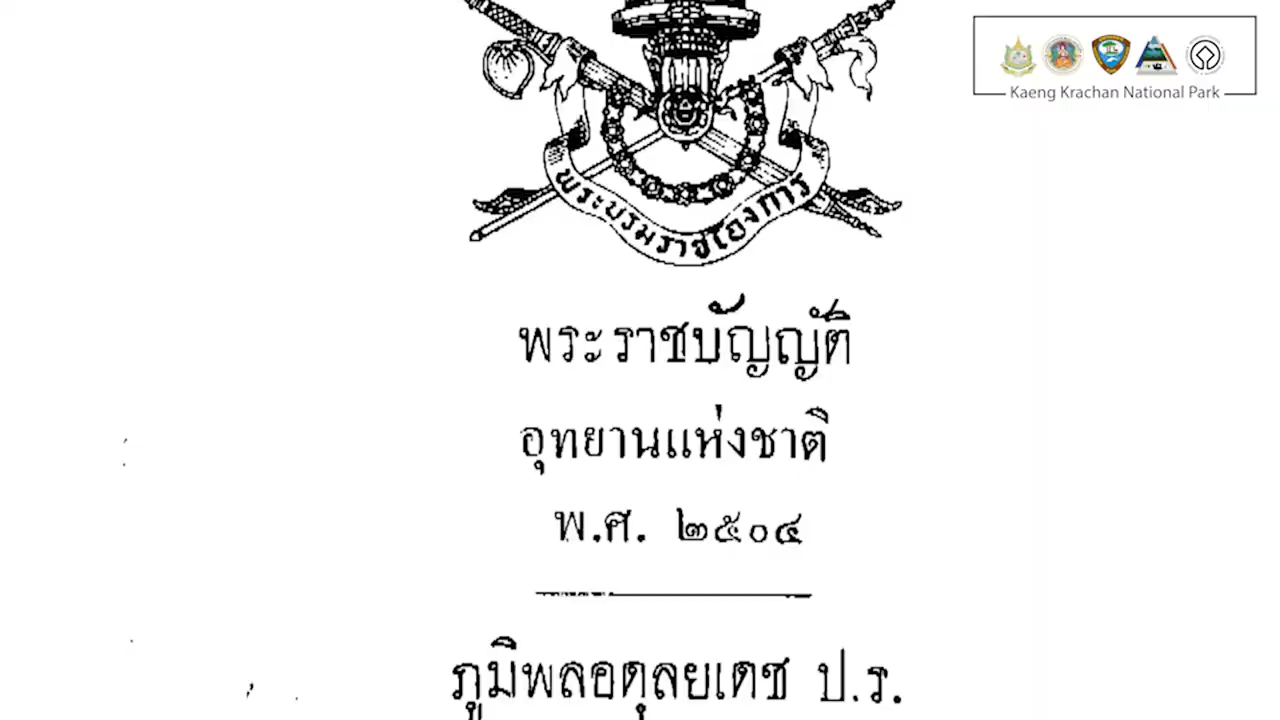 Kaeng Krachan National Park
พระบรมราชโองการ
พระราชบัญญัติ
อุทยานแห่งชาติ
พ.ศ. ๒๕๐๔
ภูมิพลอดุลยเดช ป.ร.